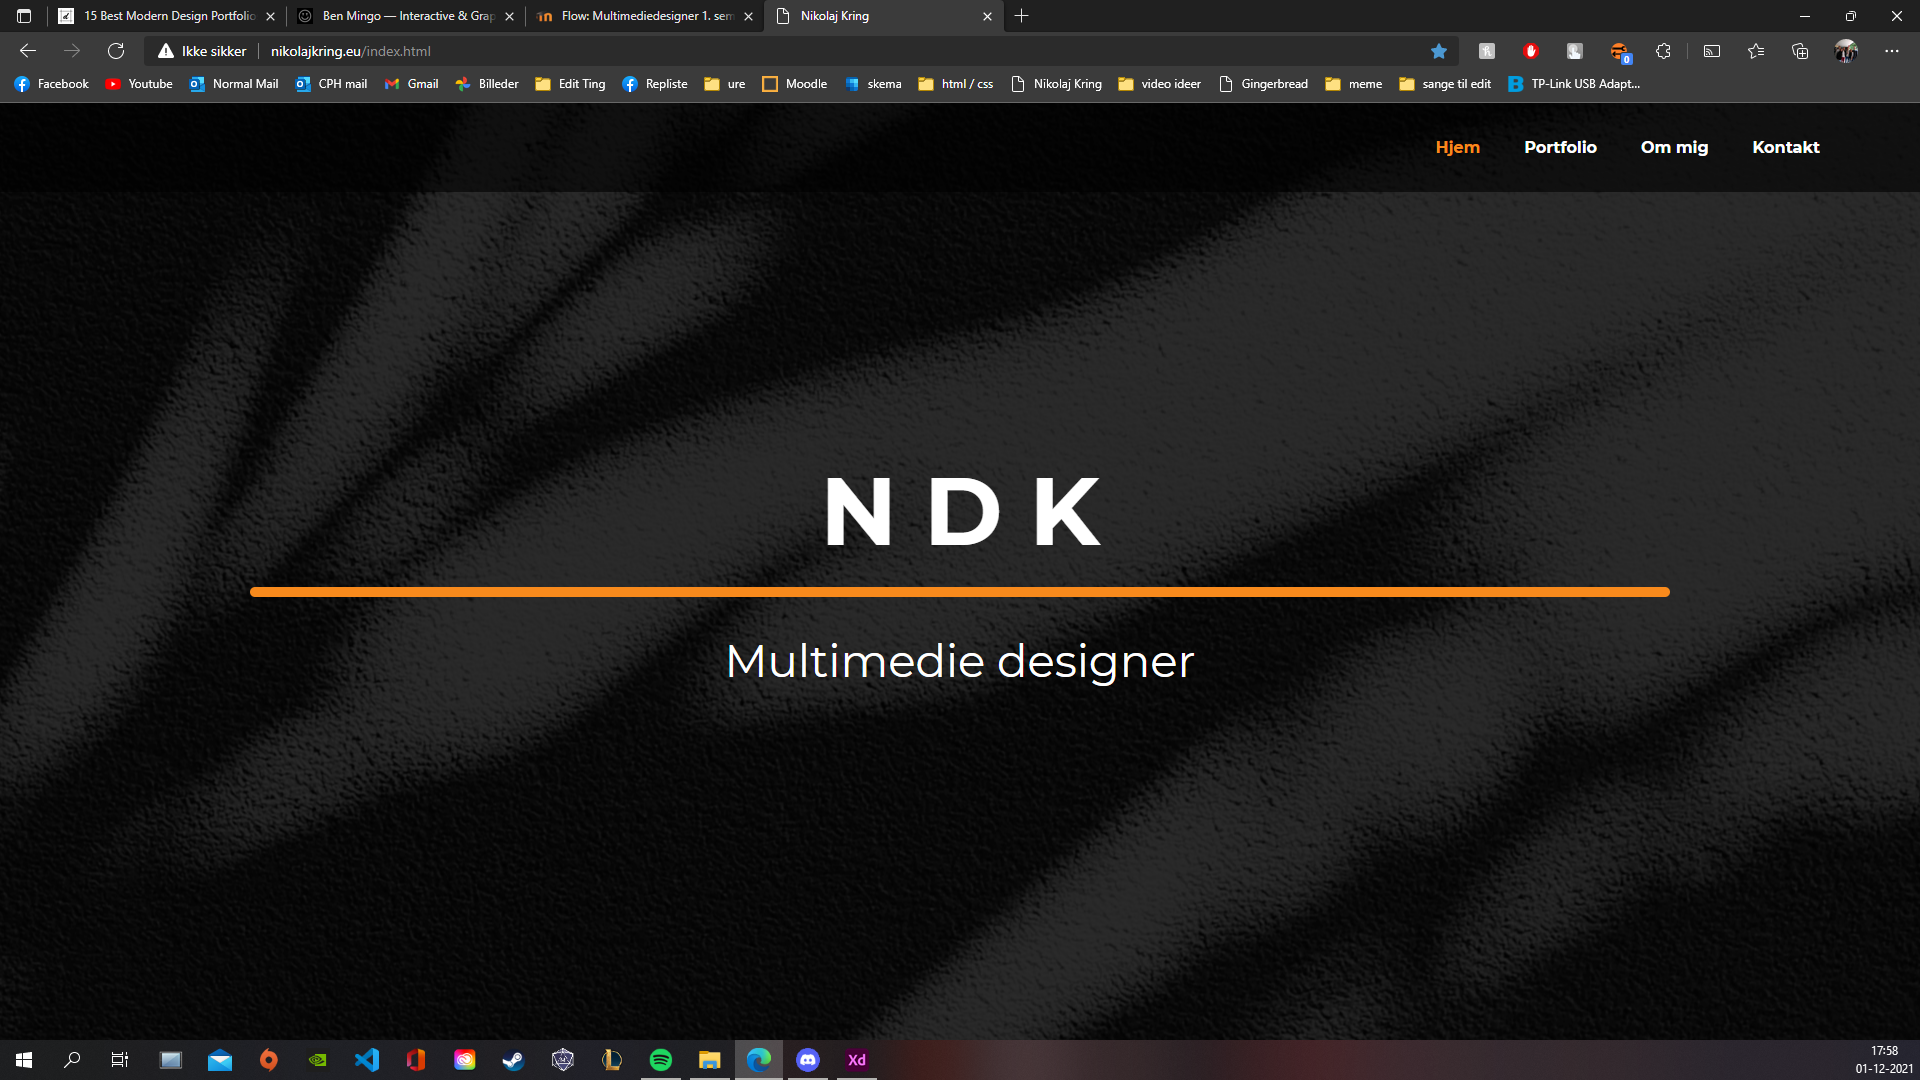 15 Best Modern Design Portfolio
Ben Mingo — Interactive & Grap
Flow: Multimediedesigner 1. sem
Nikolaj Kring
Ikke sikker
nikolajkring.eu/index.html
0
Facebook
Youtube
Normal Mail
CPH mail
Gmail
Billeder
Edit Ting
Repliste
ure
Moodle
skema
html / css
Nikolaj Kring
video ideer
Gingerbread
meme
sange til edit
TP-Link USB Adapt...
Hjem
Portfolio
Om mig
Kontakt
NDK
Multimedie designer
Xd
17:58
01-12-2021